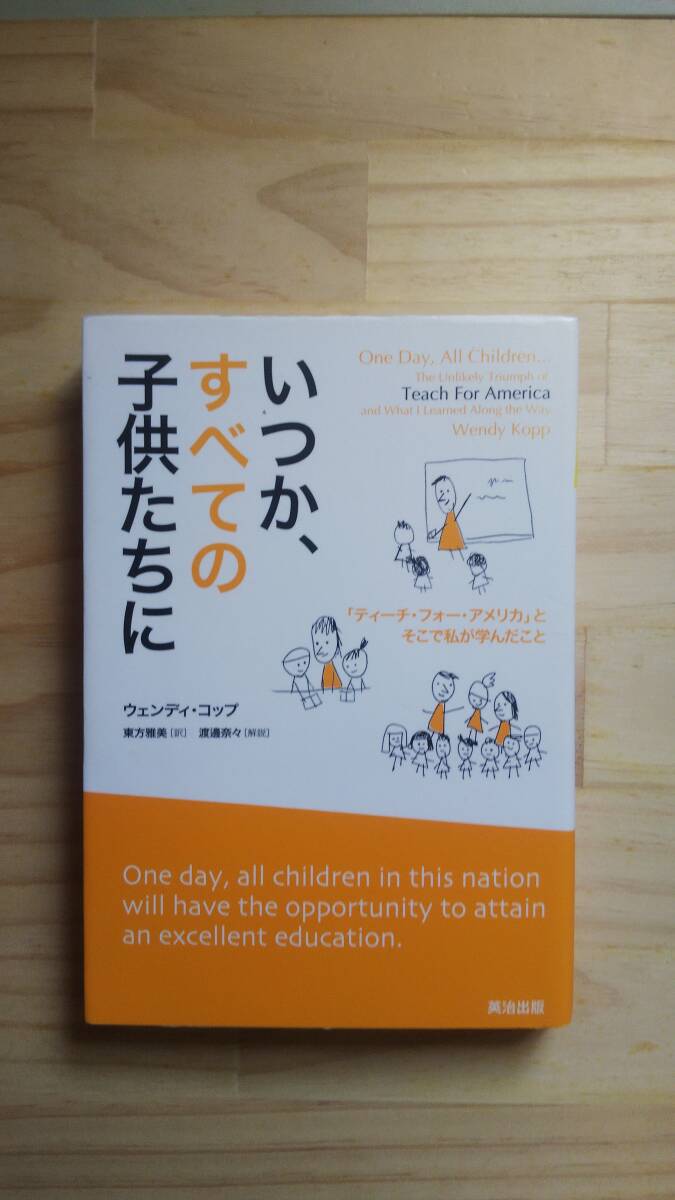 いつか、
すべての
子供たちに
One Day, All Children...
The Unlikely Triumph of
Teach For America
and What I Learned Along the Way
Wendy Kopp
「ティーチ・フォー・アメリカ」と
そこで私が学んだこと
ウェンディ・コップ
東方雅美[訳] 渡邊奈々[解説]
One day, all children in this nation
will have the opportunity to attain
an excellent education.
英治出版